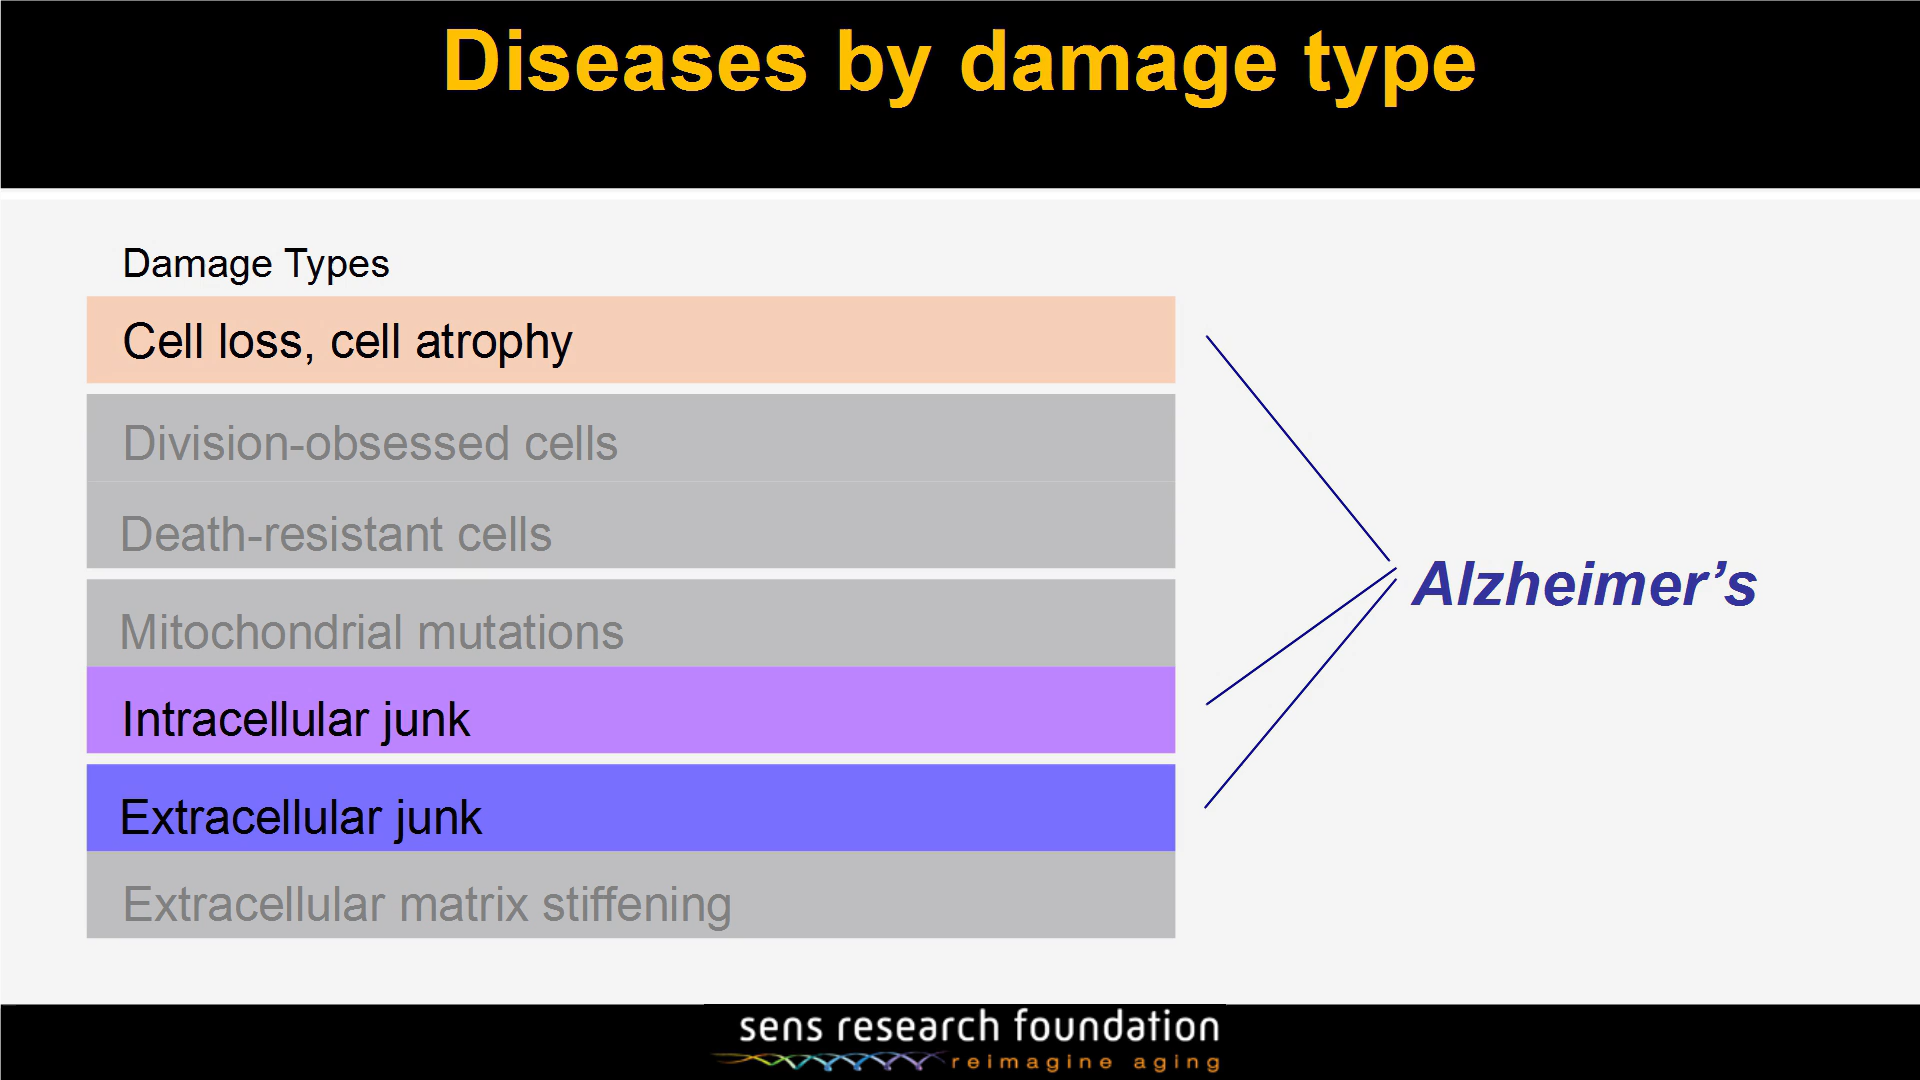 Diseases by damage type
Damage Types
Cell loss, cell atrophy
Division-obsessed cells
Death-resistant cells
Mitochondrial mutations
Intracellular junk
Extracellular junk
Extracellular matrix stiffening
Alzheimer’s
sens research foundation
reimagine aging